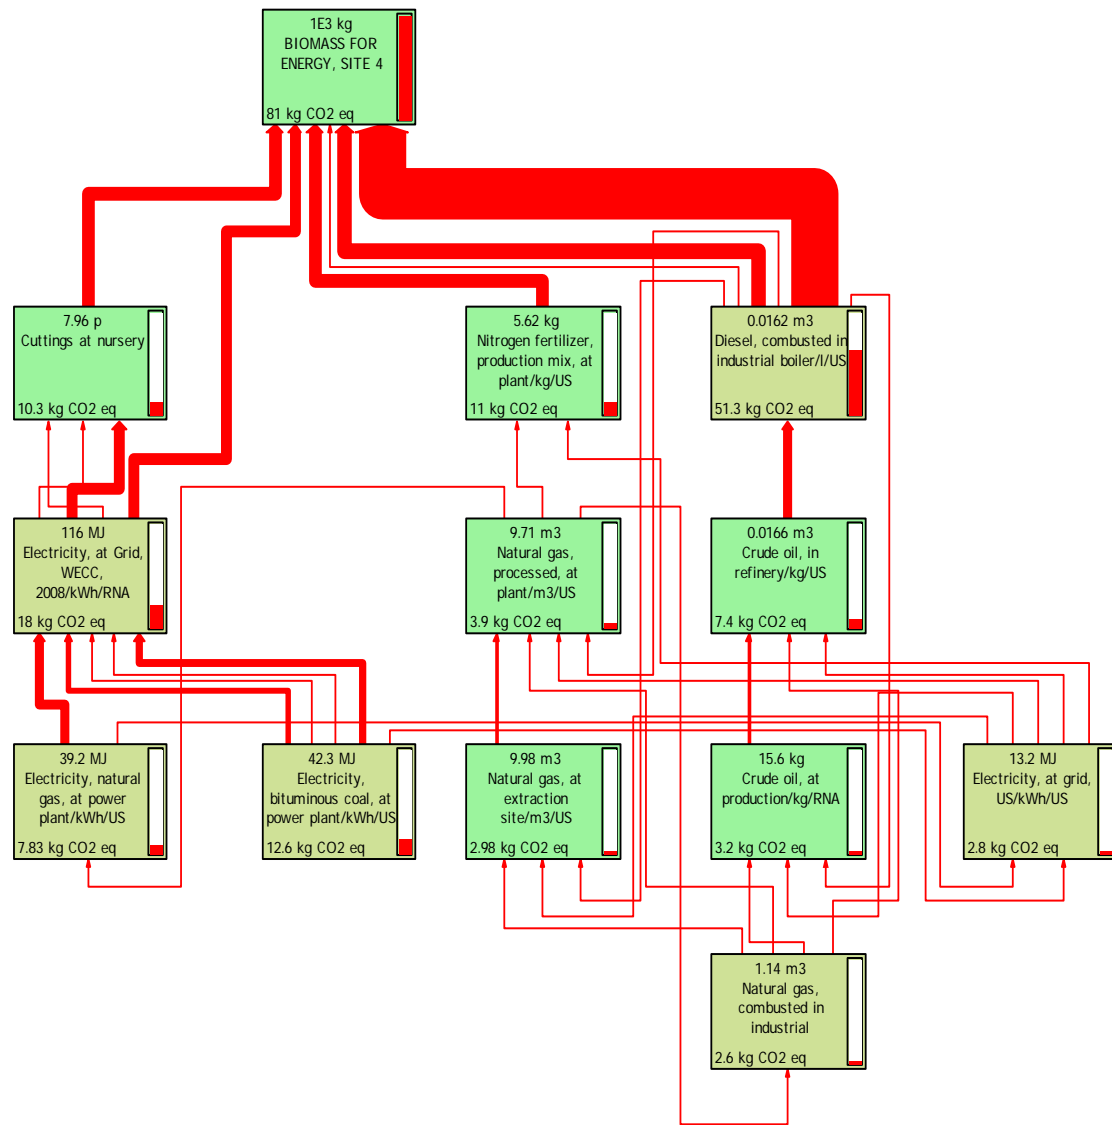 1E3 kg
BIOMASS FOR
ENERGY, SITE 4
81 kg CO2 eq
7.96 p
Cuttings at nursery
10.3 kg CO2 eq
5.62 kg
Nitrogen fertilizer,
production mix, at
plant/kg/US
11 kg CO2 eq
0.0162 m3
Diesel, combusted in
industrial boiler/l/US
51.3 kg CO2 eq
116 MJ
Electricity, at Grid,
WECC,
2008/kWh/RNA
18 kg CO2 eq
9.71 m3
Natural gas,
processed, at
plant/m3/US
3.9 kg CO2 eq
0.0166 m3
Crude oil, in
refinery/kg/US
7.4 kg CO2 eq
39.2 MJ
Electricity, natural
gas, at power
plant/kWh/US
7.83 kg CO2 eq
42.3 MJ
Electricity,
bituminous coal, at
power plant/kWh/US
12.6 kg CO2 eq
9.98 m3
Natural gas, at
extraction
site/m3/US
2.98 kg CO2 eq
15.6 kg
Crude oil, at
production/kg/RNA
3.2 kg CO2 eq
13.2 MJ
Electricity, at grid,
US/kWh/US
2.8 kg CO2 eq
1.14 m3
Natural gas,
combusted in
industrial
2.6 kg CO2 eq